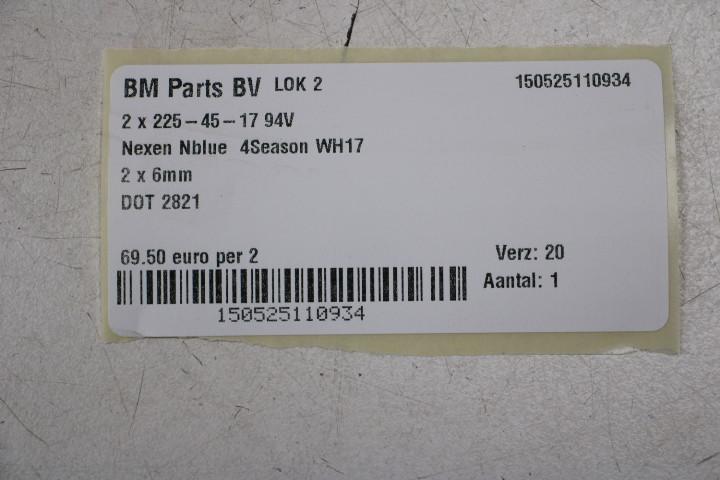 BM Parts BV LOK 2 150525110934
2 x 225-45-17 94V
Nexen Nblue 4Season WH17
2 x 6mm
DOT 2821
69.50 euro per 2 Verz: 20
Aantal: 1
150525110934